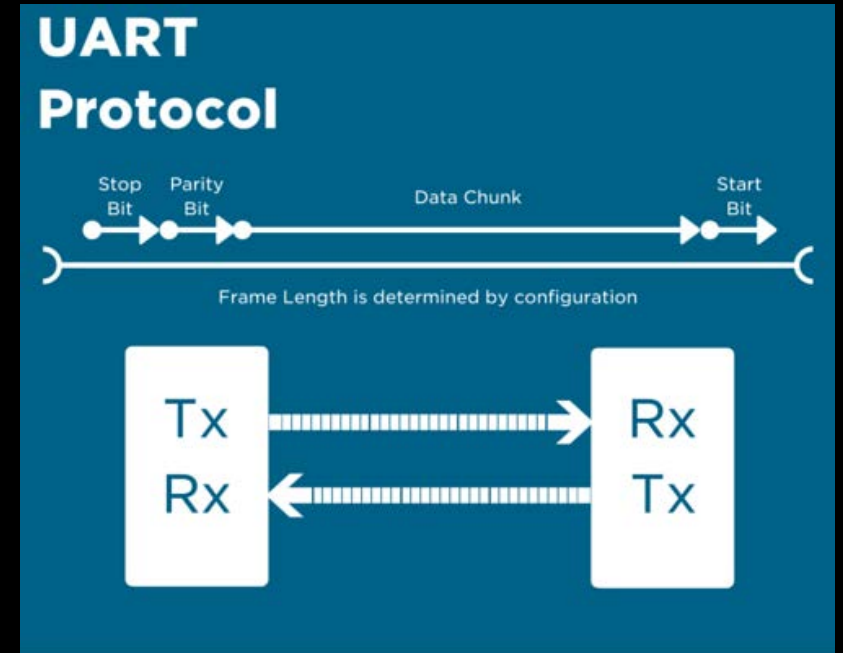 UART
Protocol
Stop
Bit
Parity
Bit
Data Chunk
Start
Bit
Frame Length is determined by configuration
Tx
Rx
Rx
Tx